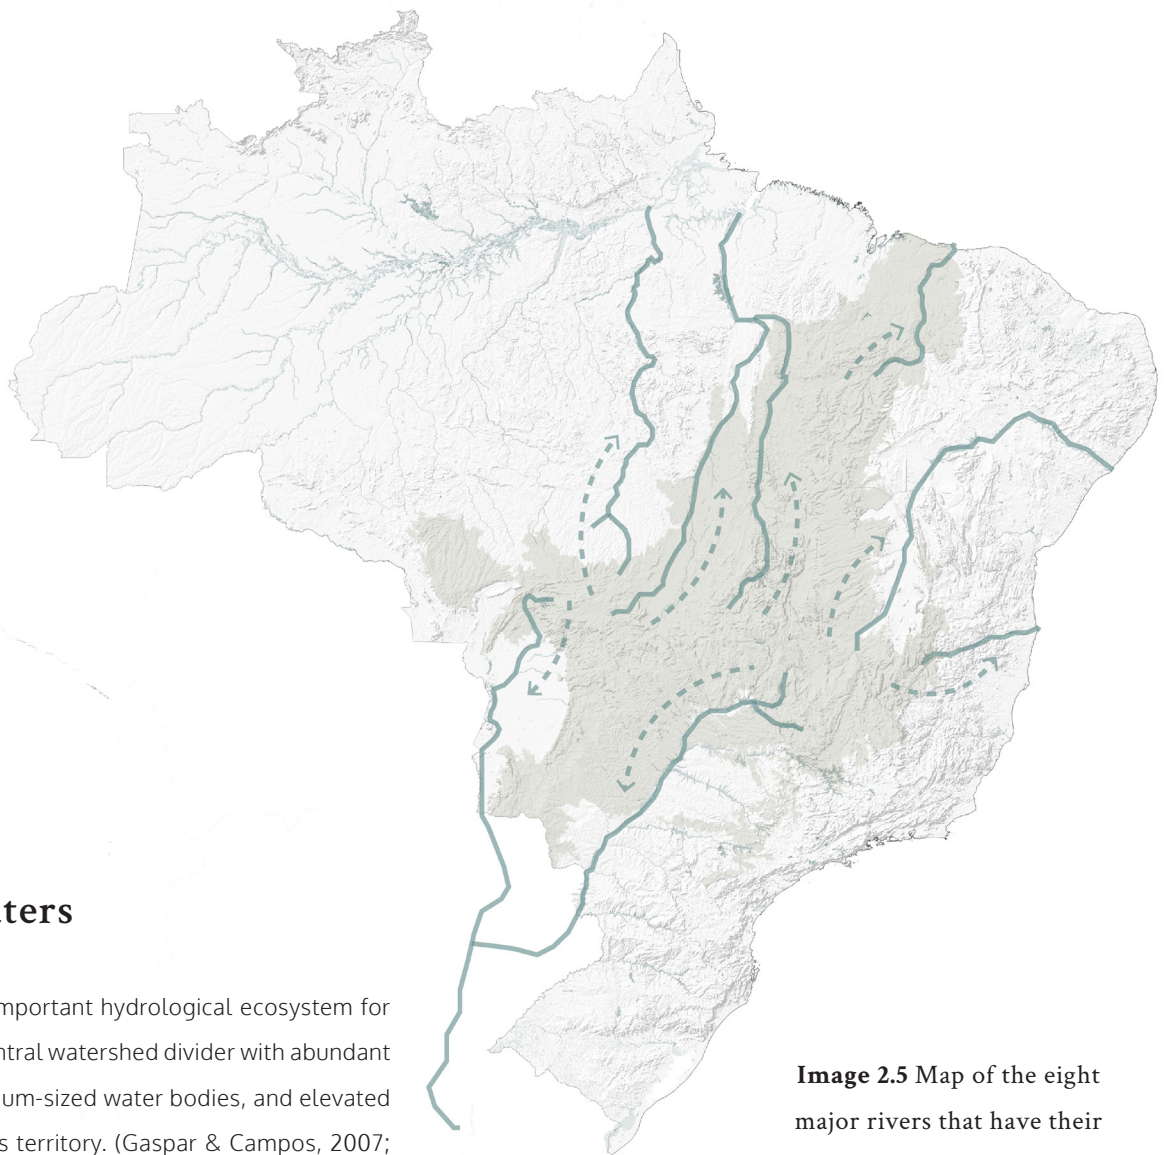 mportant hydrological ecosystem for
ntral watershed divider with abundant
um-sized water bodies, and elevated
s territory. (Gaspar & Campos, 2007;
Image 2.5 Map of the eight
major rivers that have their